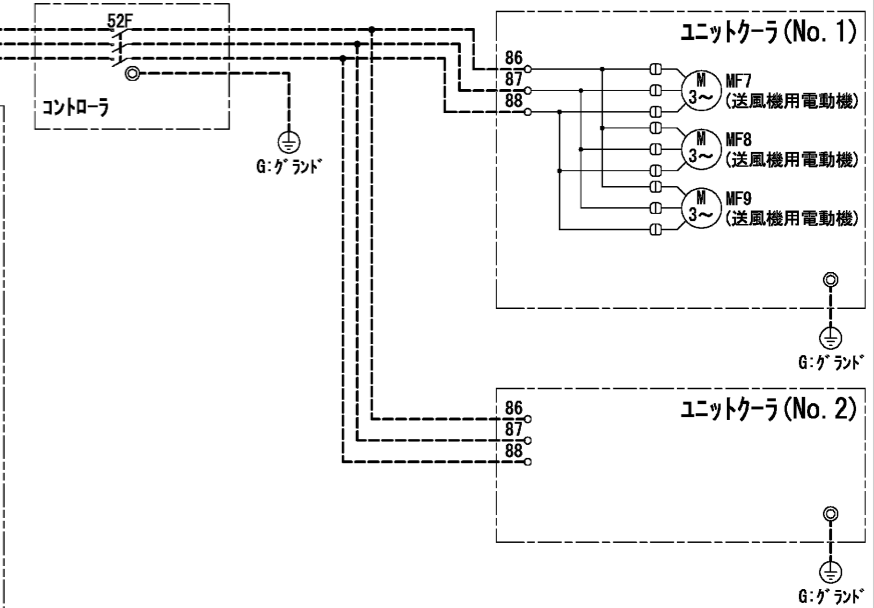 52F
コントローラ
G:グランド
ユニットクーラ(No. 1)
86
87
88
M
3~
MF7
(送風機用電動機)
M
3~
MF8
(送風機用電動機)
M
3~
MF9
(送風機用電動機)
G:グランド
ユニットクーラ(No. 2)
86
87
88
G:グランド